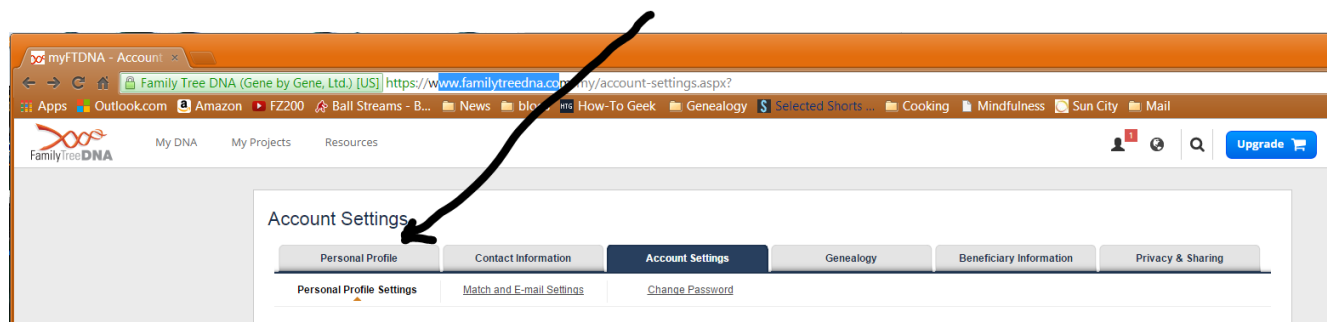 myFTDNA - Account ×
Family Tree DNA (Gene by Gene, Ltd.) [US] https://www.familytreedna.co my/account-settings.aspx?
Apps Outlook.com Amazon FZ200 Ball Streams - B... News How-To Geek Genealogy Selected Shorts ... Cooking Mindfulness Sun City Mail
FamilyTreeDNA My DNA My Projects Resources 1 Upgrade
Account Settings
Personal Profile Contact Information Account Settings Genealogy Beneficiary Information Privacy & Sharing
Personal Profile Settings Match and E-mail Settings Change Password